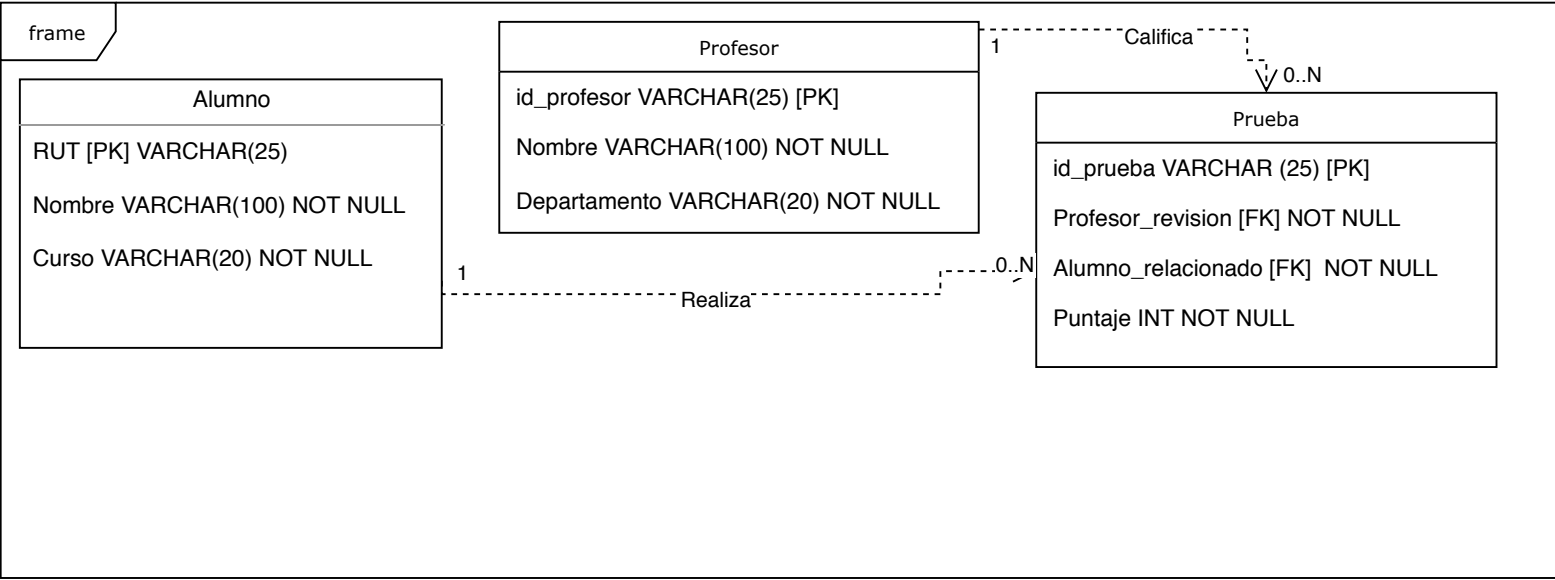 frame
Alumno
RUT [PK] VARCHAR(25)
Nombre VARCHAR(100) NOT NULL
Curso VARCHAR(20) NOT NULL
1
Realiza
0..N
Profesor
id_profesor VARCHAR(25) [PK]
Nombre VARCHAR(100) NOT NULL
Departamento VARCHAR(20) NOT NULL
1
Califica
0..N
Prueba
id_prueba VARCHAR (25) [PK]
Profesor_revision [FK] NOT NULL
Alumno_relacionado [FK]  NOT NULL
Puntaje INT NOT NULL